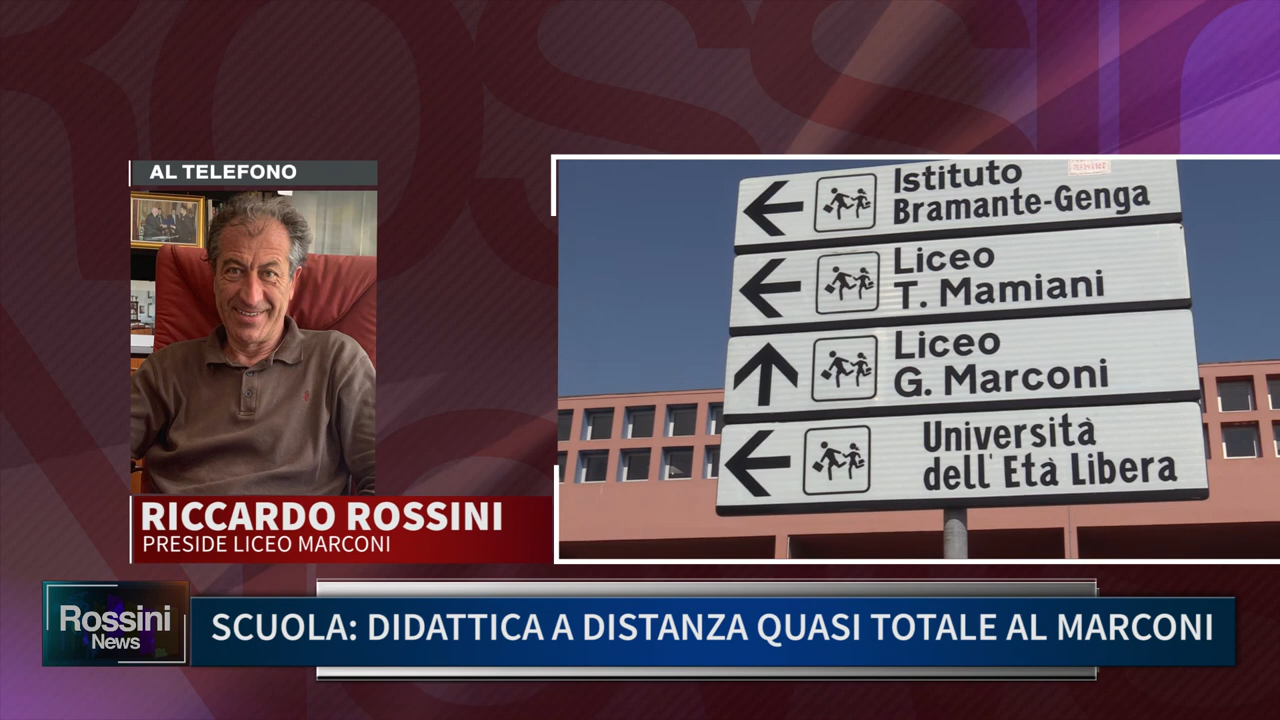 AL TELEFONO
RICCARDO ROSSINI
PRESIDE LICEO MARCONI
Istituto
Bramante-Genga
Liceo
T. Mamiani
Liceo
G. Marconi
Università
dell'Età Libera
Rossini
News
SCUOLA: DIDATTICA A DISTANZA QUASI TOTALE AL MARCONI